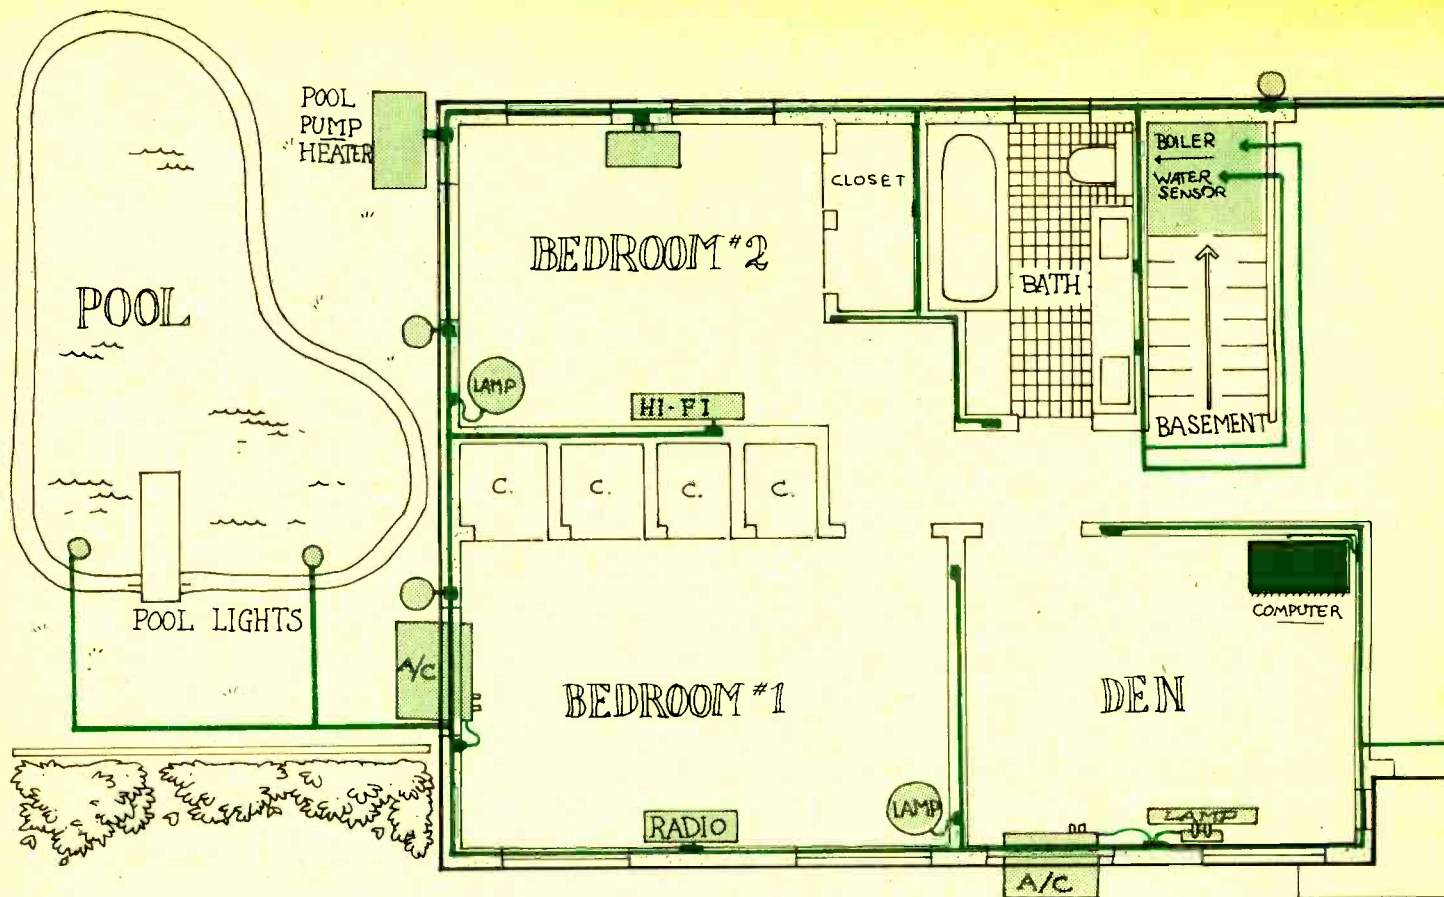 POOL
PUMP
HEATER
BOILER
WATER
SENSOR
CLOSET
BEDROOM #2
BATH
POOL
LAMP
HI-FI
BASEMENT
C.
C.
C.
C.
COMPUTER
POOL LIGHTS
A/C
BEDROOM #1
DEN
LAMP
LAMP
RADIO
A/C